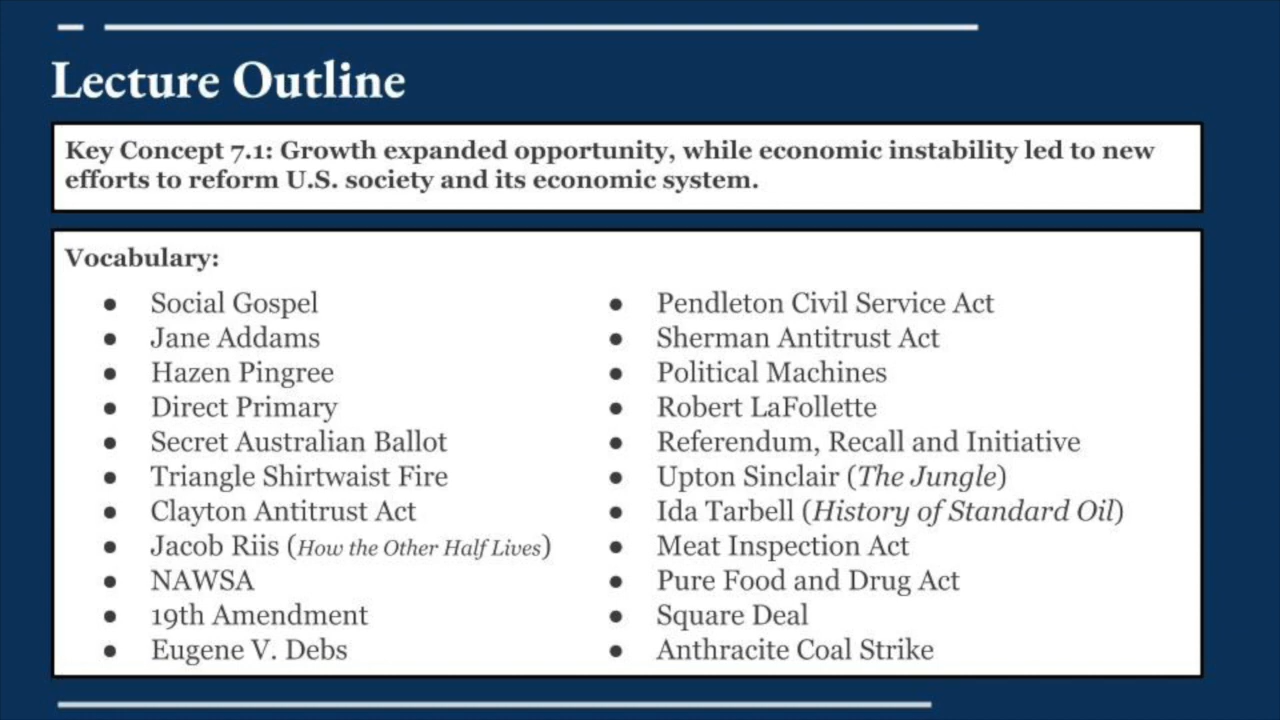 Lecture Outline
Key Concept 7.1: Growth expanded opportunity, while economic instability led to new
efforts to reform U.S. society and its economic system.
Vocabulary:
● Social Gospel
● Jane Addams
● Hazen Pingree
● Direct Primary
● Secret Australian Ballot
● Triangle Shirtwaist Fire
● Clayton Antitrust Act
● Jacob Riis (How the Other Half Lives)
● NAWSA
● 19th Amendment
● Eugene V. Debs
● Pendleton Civil Service Act
● Sherman Antitrust Act
● Political Machines
● Robert LaFollette
● Referendum, Recall and Initiative
● Upton Sinclair (The Jungle)
● Ida Tarbell (History of Standard Oil)
● Meat Inspection Act
● Pure Food and Drug Act
● Square Deal
● Anthracite Coal Strike